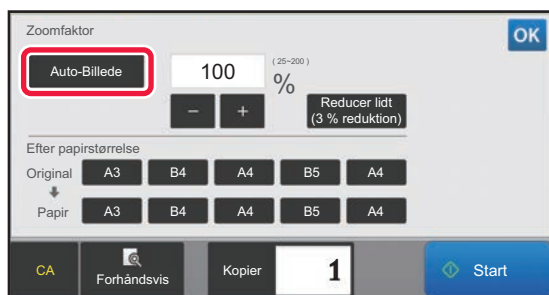 Zoomfaktor
OK
Auto-Billede
100
(25~200)
%
− +
Reducer lidt
(3 % reduktion)
Efter papirstørrelse
Original A3 B4 A4 B5 A4
Papir A3 B4 A4 B5 A4
CA Forhåndsvis Kopier 1 Start